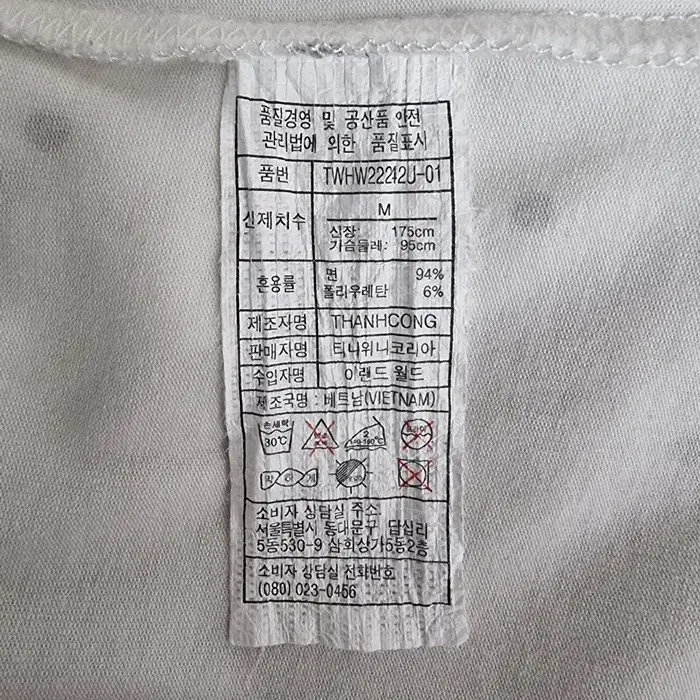 품질경영 및 공산품 안전
관리법에 의한 품질표시
품번 TWHW22242U-01
신체치수 M
신장: 175cm
가슴둘레: 95cm
혼용률 면 94%
폴리우레탄 6%
제조자명 THANHCONG
판매자명 티니위니코리아
수입자명 이랜드 월드
제조국명 : 베트남(VIETNAM)
손세탁
30℃
2
약하게
소비자 상담실 주소
서울특별시 동대문구 답십리
5동530-9 삼희상가5동2층
소비자 상담실 전화번호
(080) 023-0456